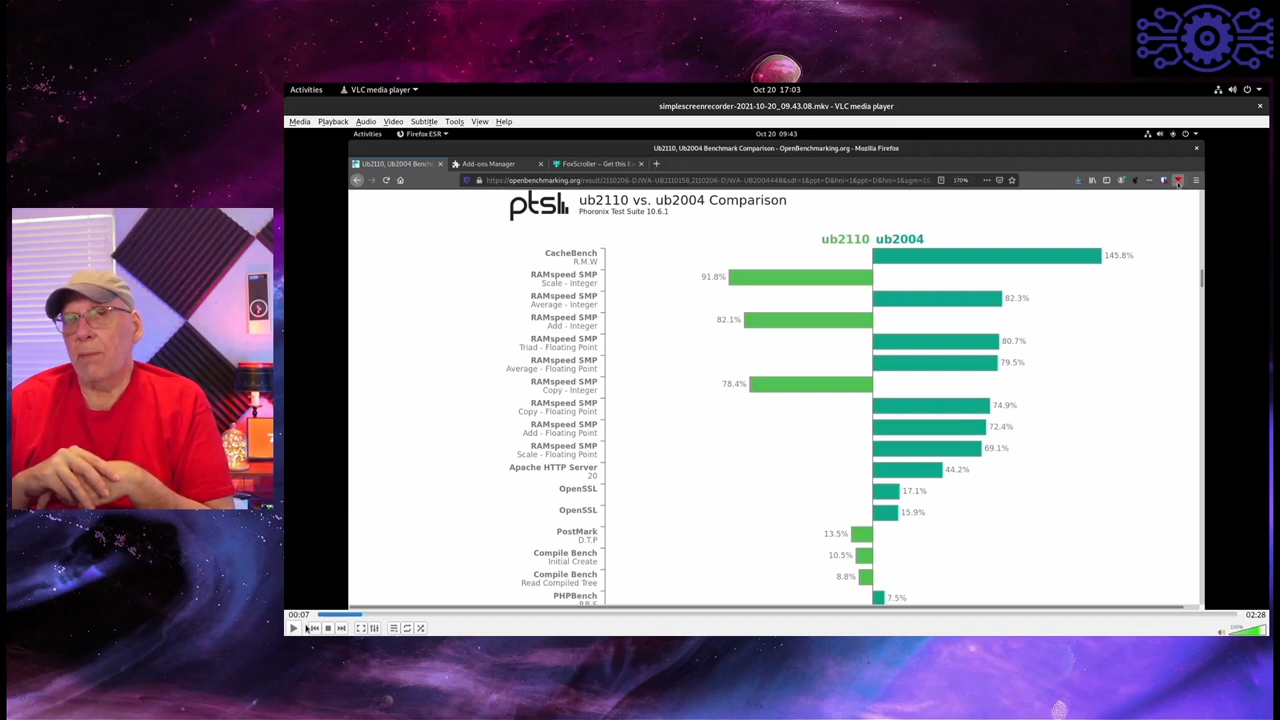 Activities VLC media player Oct 20 17:03
simplescreenrecorder-2021-10-20_09.43.08.mkv - VLC media player
Media Playback Audio Video Subtitle Tools View Help
Activities Firefox ESR Oct 20 09:43
Ub2110, Ub2004 Benchmark Comparison - OpenBenchmarking.org - Mozilla Firefox
Ub2110, Ub2004 Bench Add-ons Manager FoxScroller – Get this E
170%
ptsl ub2110 vs. ub2004 Comparison
Phoronix Test Suite 10.6.1
ub2110 ub2004
CacheBench
R.M.W
145.8%
RAMspeed SMP
Scale - Integer
91.8%
RAMspeed SMP
Average - Integer
82.3%
RAMspeed SMP
Add - Integer
82.1%
RAMspeed SMP
Triad - Floating Point
80.7%
RAMspeed SMP
Average - Floating Point
79.5%
RAMspeed SMP
Copy - Integer
78.4%
RAMspeed SMP
Copy - Floating Point
74.9%
RAMspeed SMP
Add - Floating Point
72.4%
RAMspeed SMP
Scale - Floating Point
69.1%
Apache HTTP Server
20
44.2%
OpenSSL
17.1%
OpenSSL
15.9%
PostMark
D.T.P
13.5%
Compile Bench
Initial Create
10.5%
Compile Bench
Read Compiled Tree
8.8%
PHPBench
7.5%
00:07 02:28
100%